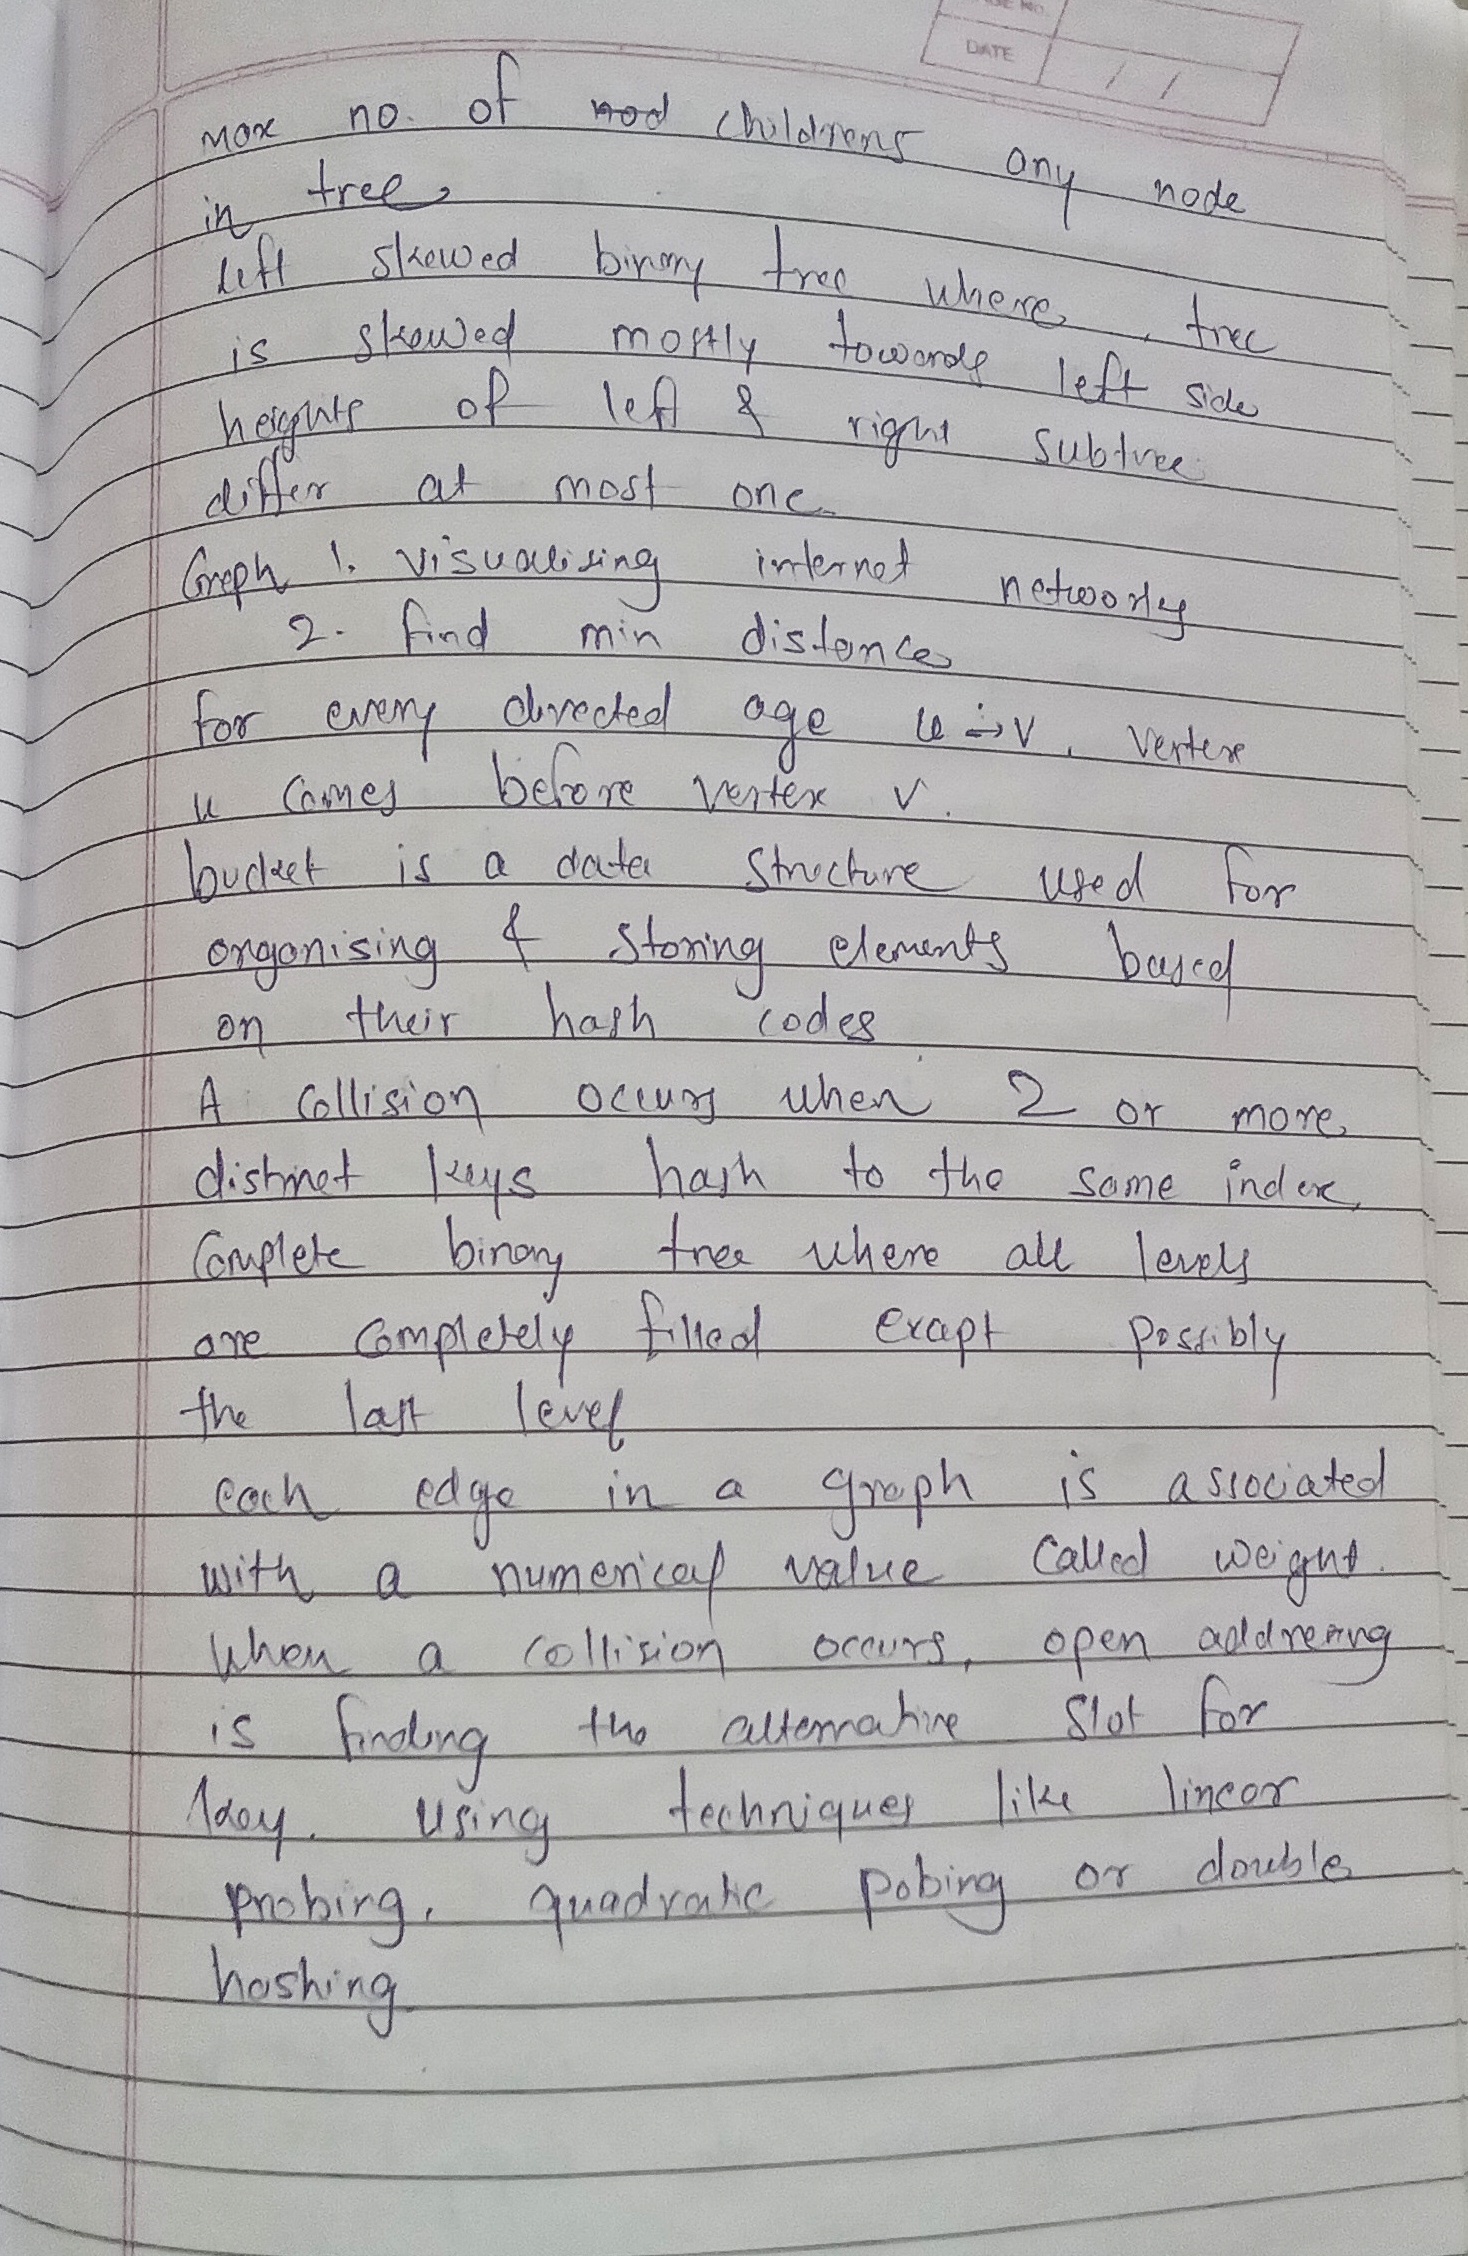 DATE / /
max no. of nod childrens any node
in tree
left skewed binary tree where, tree
is skewed mostly towards left side
heights of left & right subtree
differ at most one.
Graph 1. visualising internet networks
2. find min distance
for every directed age u → v, vertex
u comes before vertex v.
bucket is a data structure used for
organising & storing elements based
on their hash codes
A collision occurs when 2 or more
distinct keys hash to the same index,
Complete binary tree where all levels
are completely filled exapt possibly
the last level
each edge in a graph is associated
with a numerical value called weight.
When a collision occurs, open addressing
is finding the alternative slot for
key. using techniques like linear
probing, quadratic pobing or double
hashing.